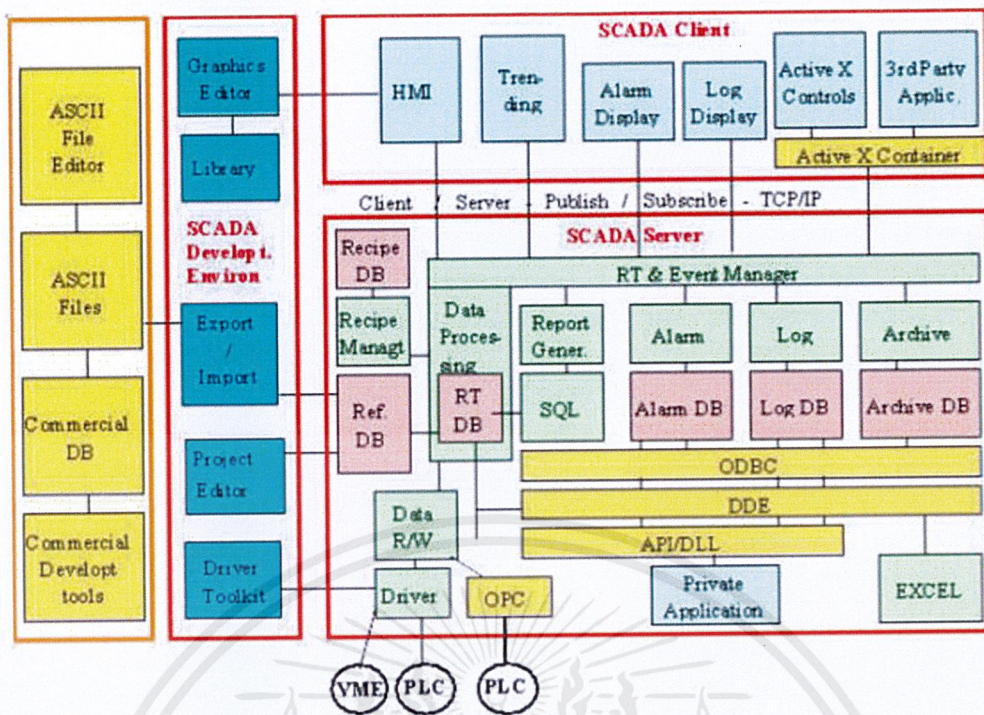 ASCII
File
Editor
ASCII
Files
Commercial
DB
Commercial
Developt
tools
Graphics
Editor
Library
SCADA
Developt.
Environ
Export
/
Import
Project
Editor
Driver
Toolkit
SCADA Client
HMI
Tren-
ding
Alarm
Display
Log
Display
Active X
Controls
3rd Party
Applic.
Active X Container
Client / Server - Publish / Subscribe - TCP/IP
SCADA Server
Recipe
DB
RT & Event Manager
Recipe
Managt
Data
Proces-
sing
Report
Gener.
Alarm
Log
Archive
Ref.
DB
RT
DB
SQL
Alarm DB
Log DB
Archive DB
ODBC
DDE
API/DLL
Data
R/W
Driver
OPC
Private
Application
EXCEL
VME
PLC
PLC